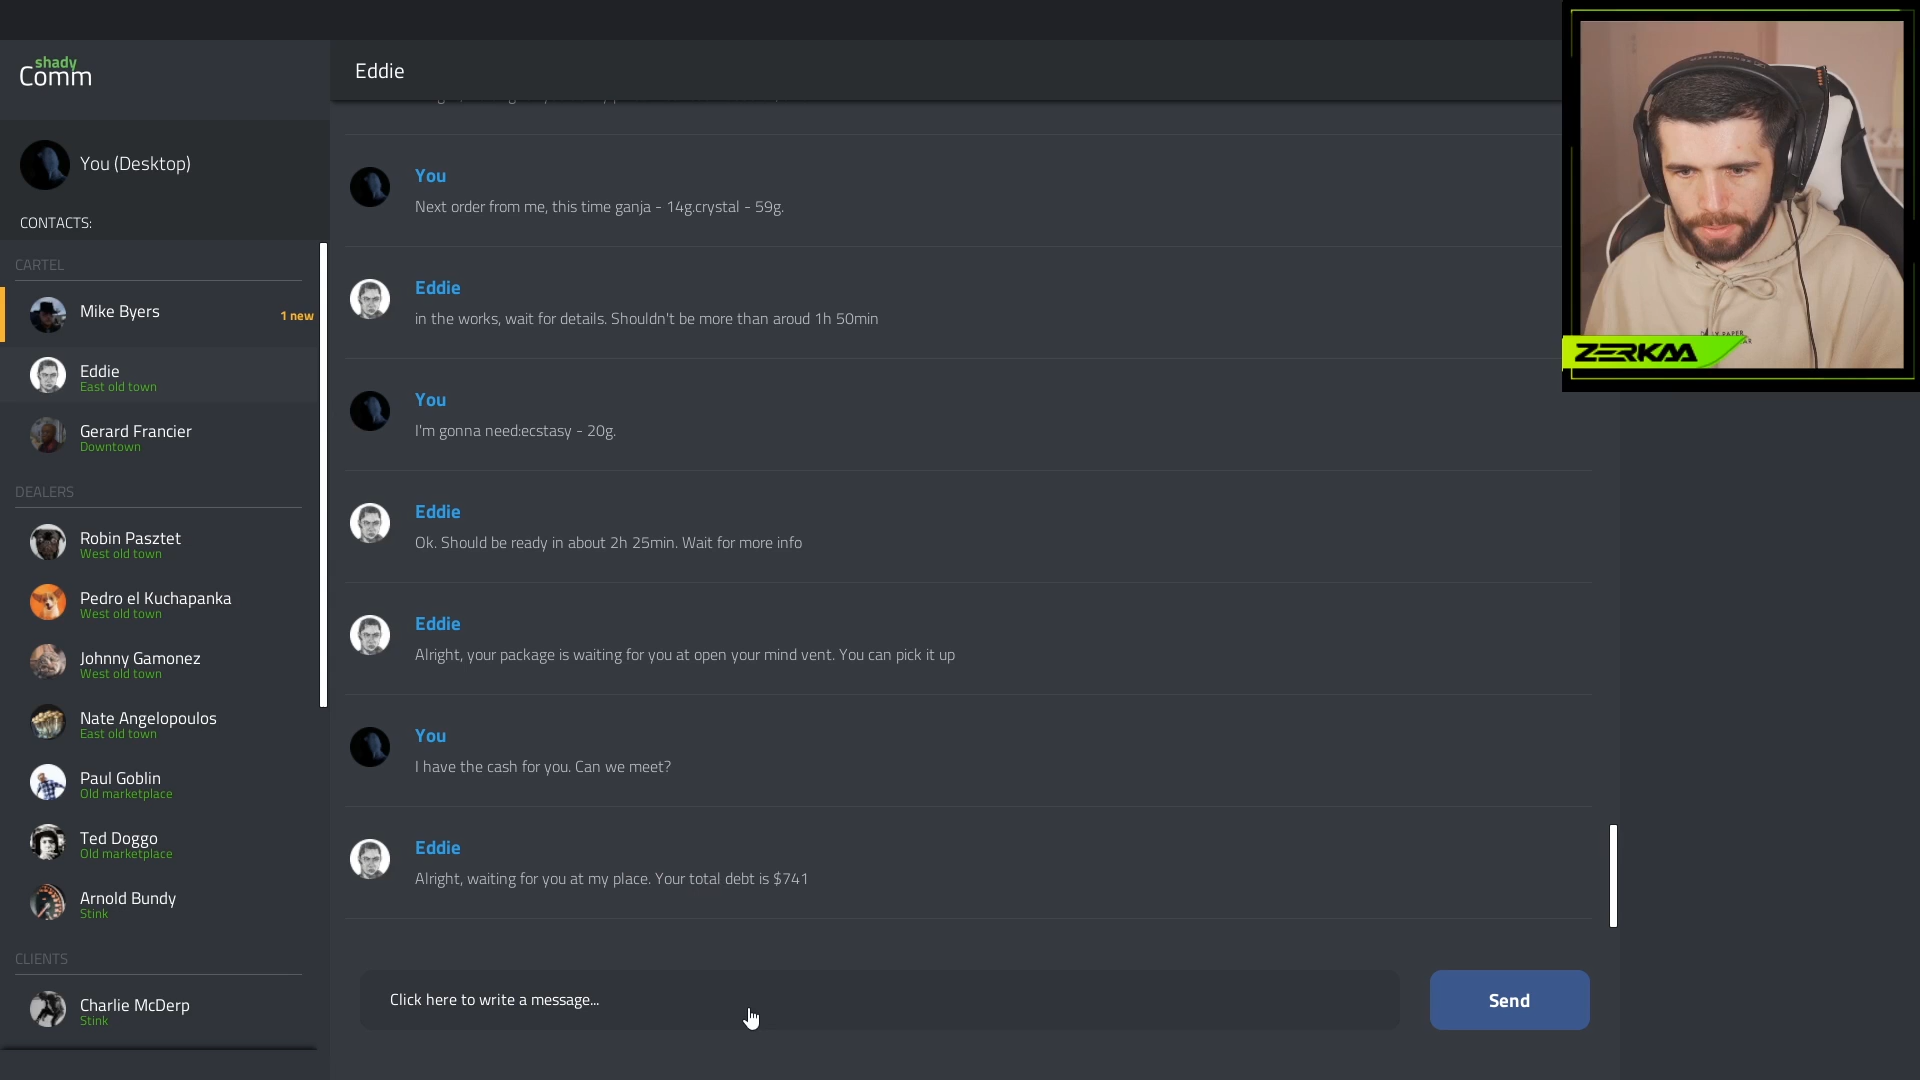 shady
Comm
You (Desktop)
CONTACTS:
CARTEL
Mike Byers
1 new
Eddie
East old town
Gerard Francier
Downtown
DEALERS
Robin Pasztet
West old town
Pedro el Kuchapanka
West old town
Johnny Gamonez
West old town
Nate Angelopoulos
East old town
Paul Goblin
Old marketplace
Ted Doggo
Old marketplace
Arnold Bundy
Stink
CLIENTS
Charlie McDerp
Stink
Eddie
You
Next order from me, this time ganja - 14g.crystal - 59g.
Eddie
in the works, wait for details. Shouldn't be more than aroud 1h 50min
You
I'm gonna need:ecstasy - 20g.
Eddie
Ok. Should be ready in about 2h 25min. Wait for more info
Eddie
Alright, your package is waiting for you at open your mind vent. You can pick it up
You
I have the cash for you. Can we meet?
Eddie
Alright, waiting for you at my place. Your total debt is $741
Click here to write a message...
Send
ZERKAA